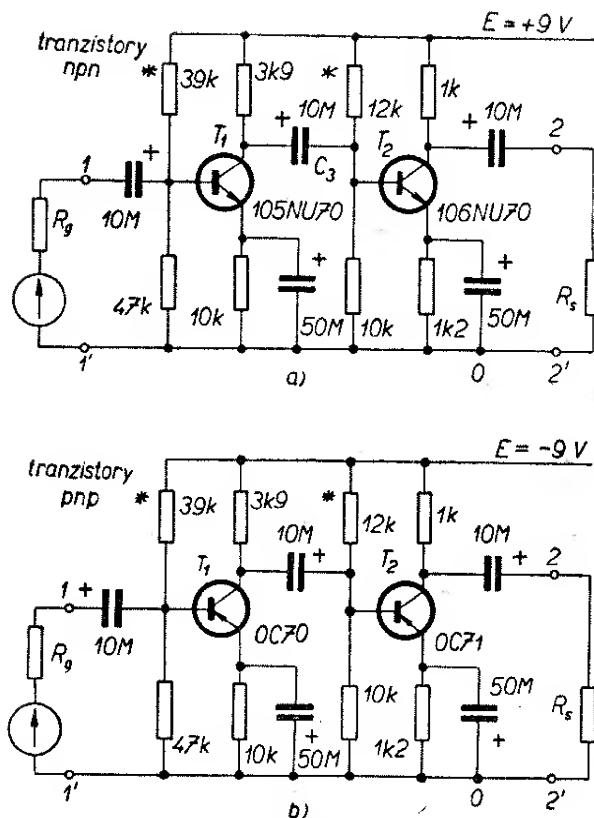 tranzistory
npn
E = +9 V
*
39k
3k9
*
12k
1k
10M
10M
2
T1
C3
T2
1
+
+
+
10M
105NU70
106NU70
Rg
+
+
Rs
47k
10k
50M
10k
1k2
50M
1'
a)
0
2'
tranzistory
pnp
E = -9 V
*
39k
3k9
*
12k
1k
10M
10M
2
T1
T2
1
+
+
+
10M
OC70
OC71
Rg
50M
Rs
47k
10k
+
50M
10k
1k2
+
1'
b)
0
2'